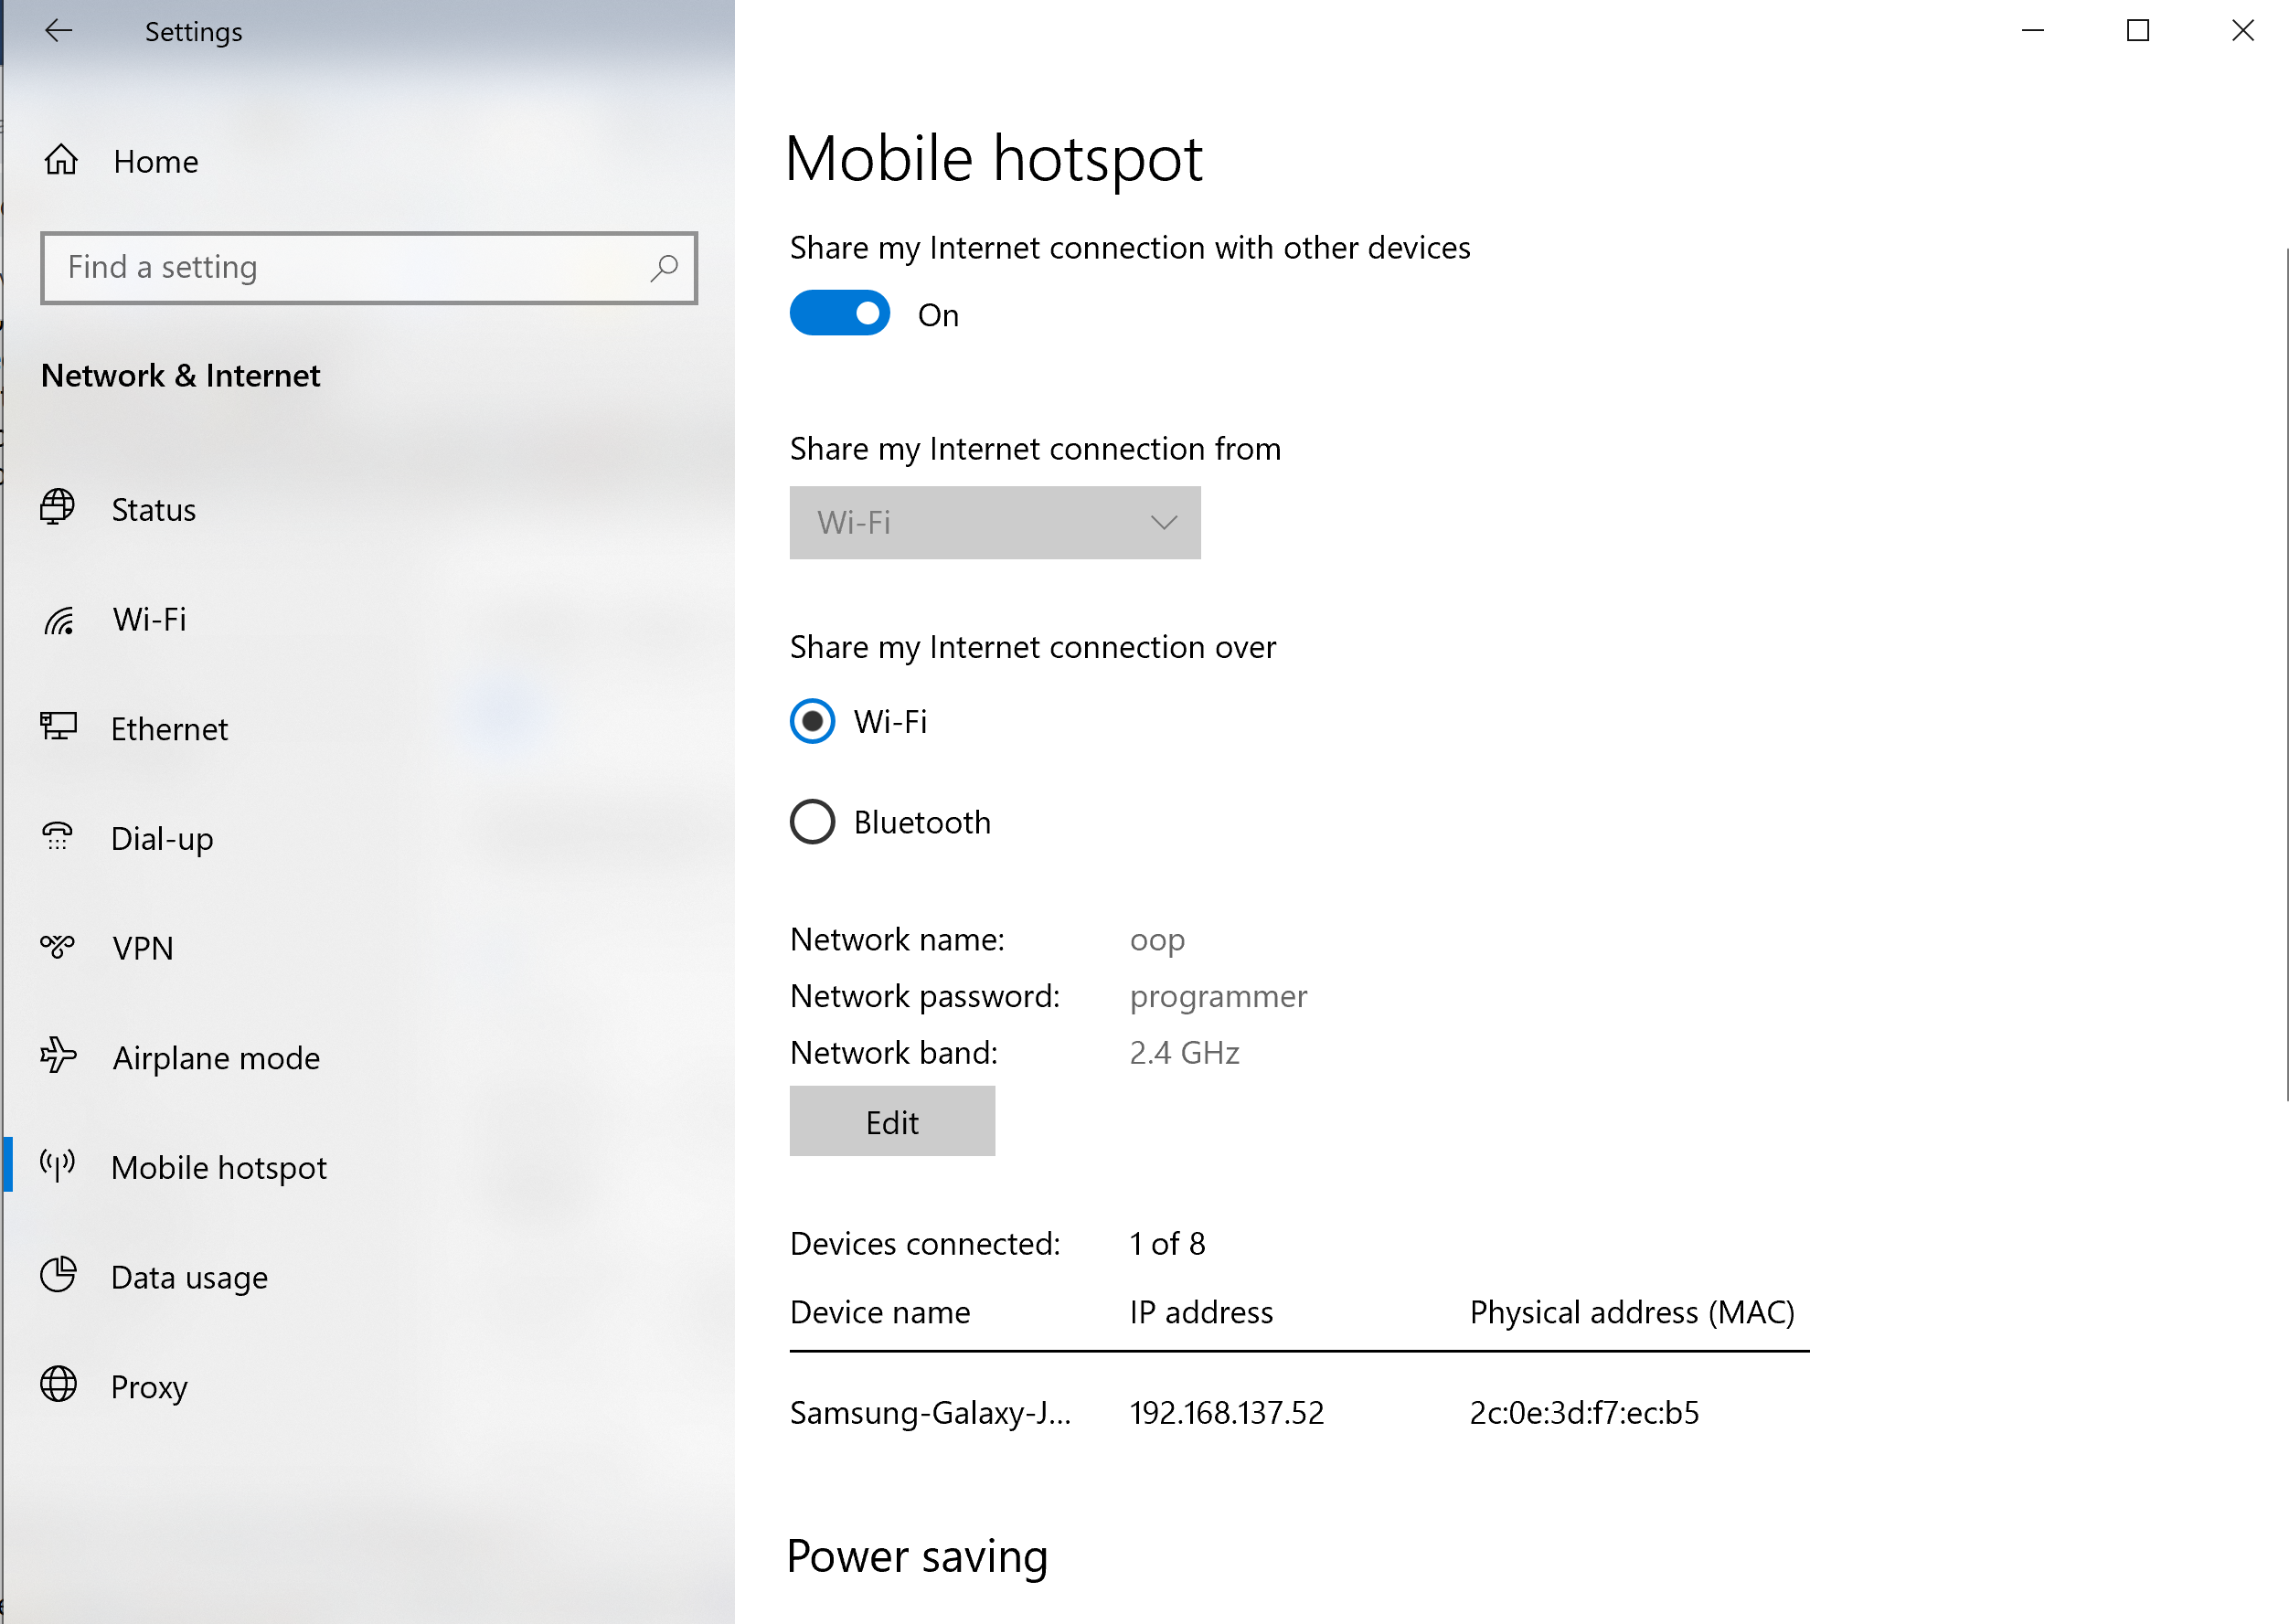 Settings
Home
Find a setting
Network & Internet
Status
Wi-Fi
Ethernet
Dial-up
VPN
Airplane mode
Mobile hotspot
Data usage
Proxy
Mobile hotspot
Share my Internet connection with other devices
On
Share my Internet connection from
Wi-Fi
Share my Internet connection over
Wi-Fi
Bluetooth
Network name: oop
Network password: programmer
Network band: 2.4 GHz
Edit
Devices connected: 1 of 8
Device name IP address Physical address (MAC)
Samsung-Galaxy-J... 192.168.137.52 2c:0e:3d:f7:ec:b5
Power saving